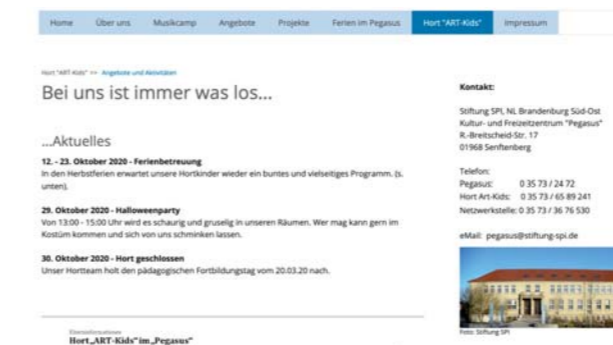 Home Über uns Musikcamp Angebote Projekte Ferien im Pegasus Hort "ART-Kids" Impressum
Hort "ART-Kids" >> Angebote und Aktivitäten
Bei uns ist immer was los...
...Aktuelles
12. - 23. Oktober 2020 - Ferienbetreuung
In den Herbstferien erwartet unsere Hortkinder wieder ein buntes und vielseitiges Programm. (s.
unten).
29. Oktober 2020 - Halloweenparty
Von 13:00 - 15:00 Uhr wird es schaurig und gruselig in unseren Räumen. Wer mag kann gern im
Kostüm kommen und sich von uns schminken lassen.
30. Oktober 2020 - Hort geschlossen
Unser Hortteam holt den pädagogischen Fortbildungstag vom 20.03.20 nach.
Elterninformationen
Hort„ART-Kids“ im„Pegasus“
Kontakt:
Stiftung SPI, NL Brandenburg Süd-Ost
Kultur- und Freizeitzentrum "Pegasus"
R.-Breitscheid-Str. 17
01968 Senftenberg
Telefon:
Pegasus: 0 35 73 / 24 72
Hort Art-Kids: 0 35 73 / 65 89 241
Netzwerkstelle: 0 35 73 / 36 76 530
eMail: pegasus@stiftung-spi.de
Foto: Stiftung SPI